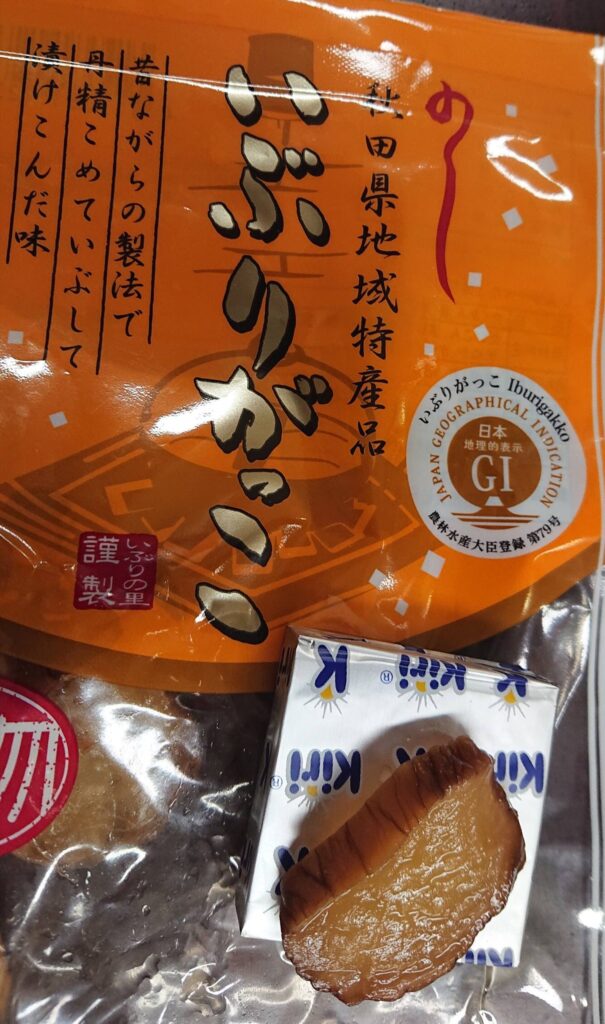 のし
秋田県地域特産品
いぶりがっこ
昔ながらの製法で
丹精こめていぶして
漬けこんだ味
いぶりがっこ Iburigakko
JAPAN GEOGRAPHICAL INDICATION
日本
地理的表示
GI
農林水産大臣登録 第79号
いぶりの里
謹製
K Kiri® K
Kiri® K Kiri
K